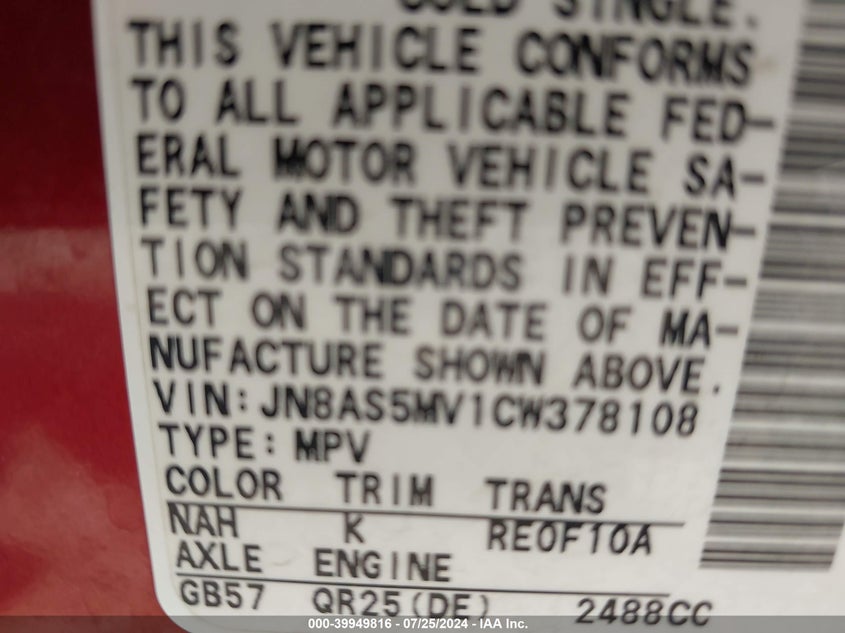 COLD SINGLE.
THIS VEHICLE CONFORMS
TO ALL APPLICABLE FED-
ERAL MOTOR VEHICLE SA-
FETY AND THEFT PREVEN-
TION STANDARDS IN EFF-
ECT ON THE DATE OF MA-
NUFACTURE SHOWN ABOVE.
VIN: JN8AS5MV1CW378108
TYPE: MPV
COLOR TRIM TRANS
NAH K RE0F10A
AXLE ENGINE
GB57 QR25(DE) 2488CC
000-39949816 - 07/25/2024 - IAA Inc.